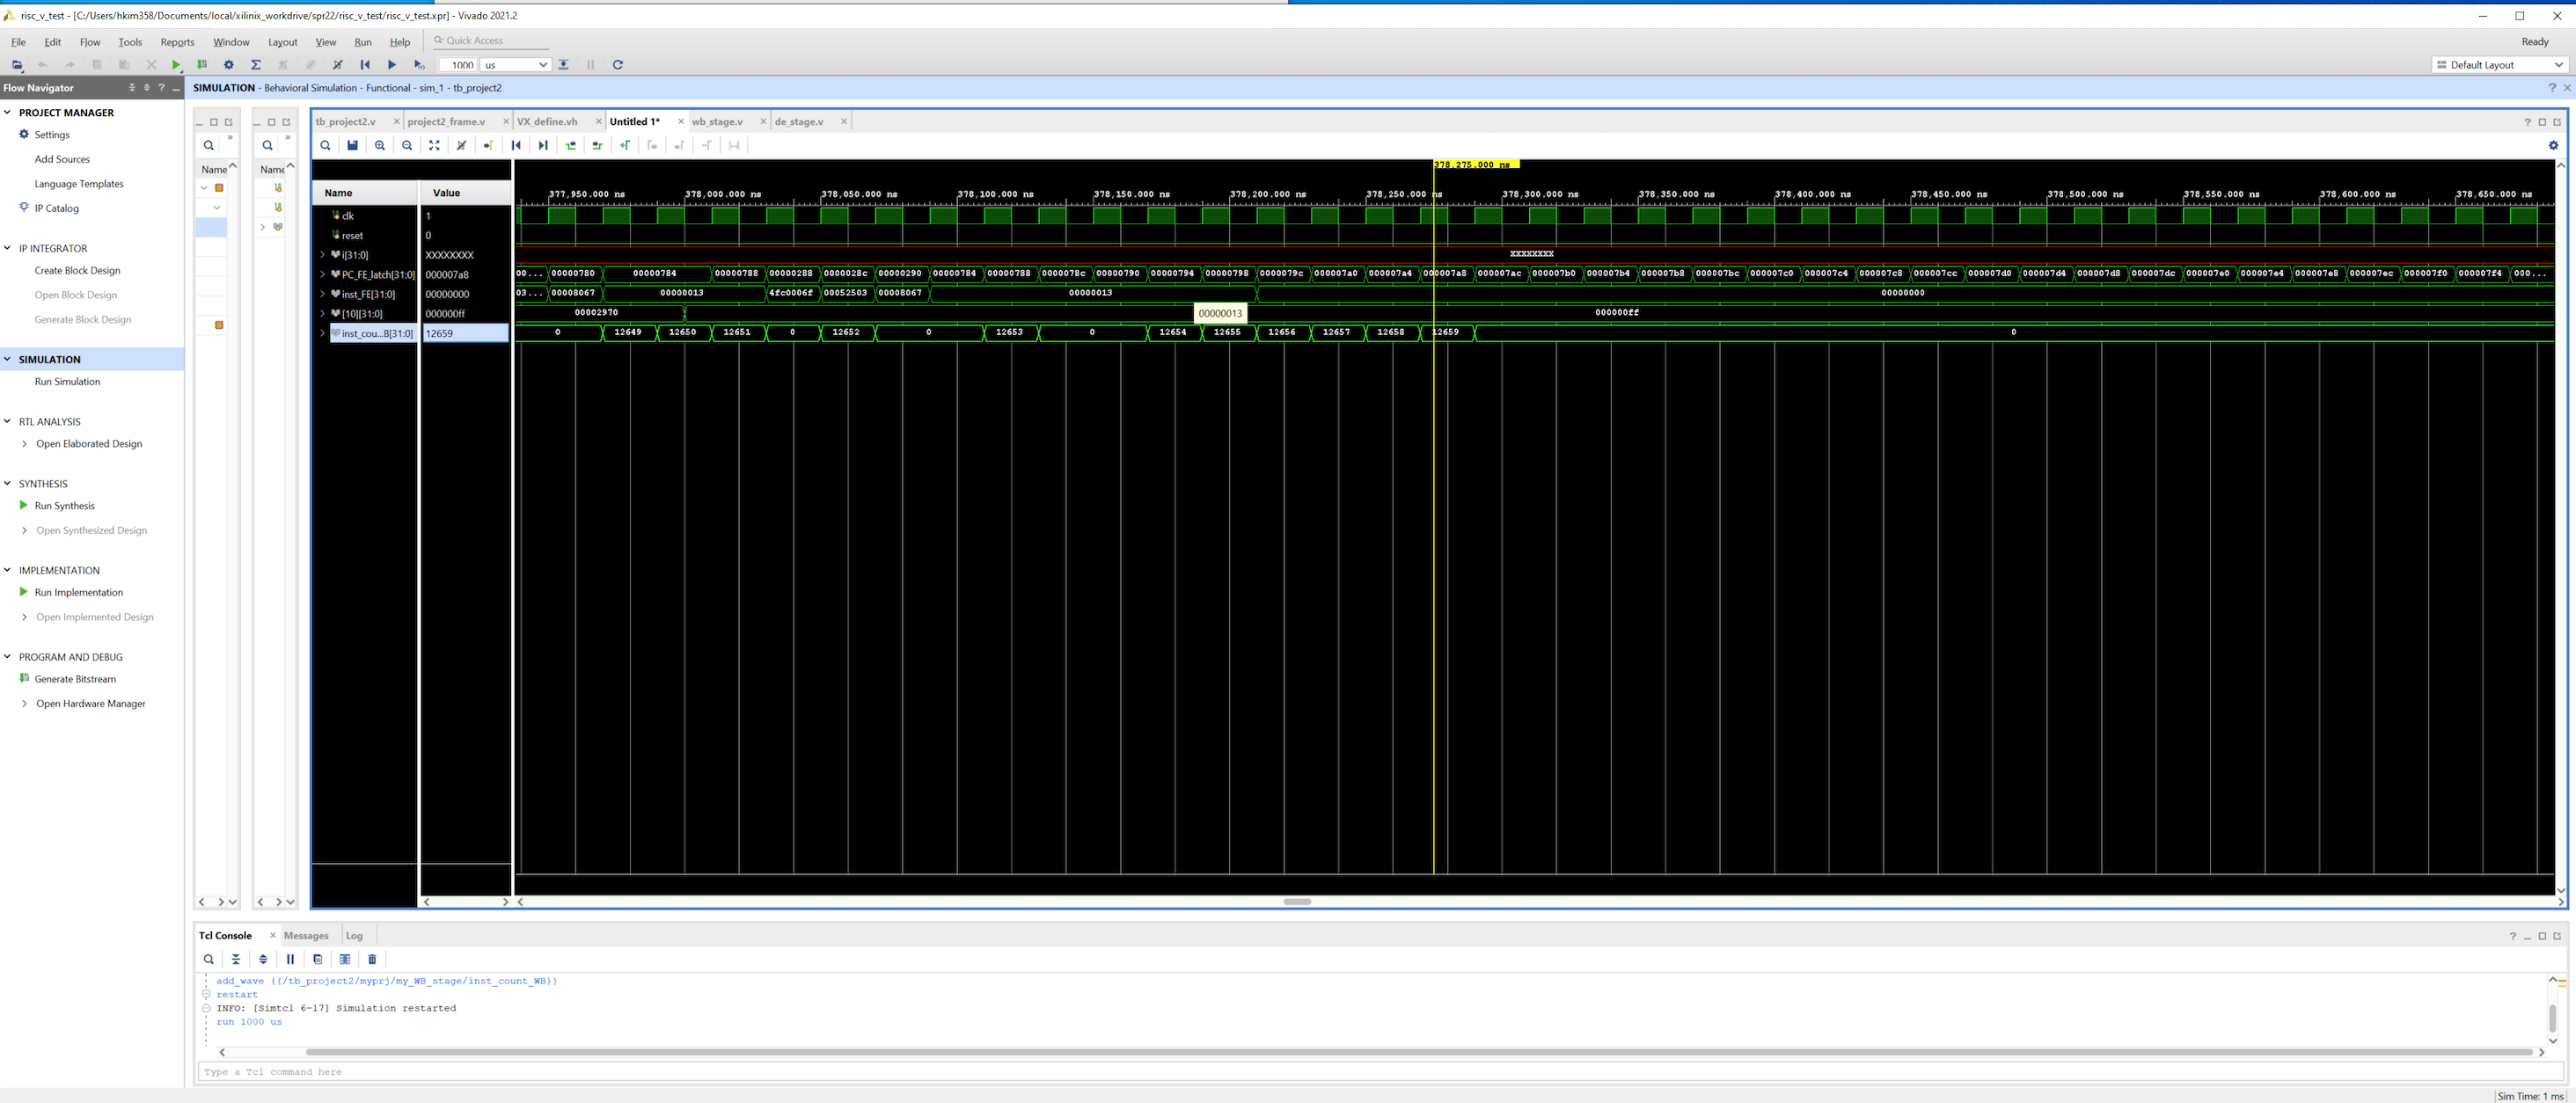 risc_v_test - [C:/Users/hkim358/Documents/local/xilinix_workdrive/spr22/risc_v_test/risc_v_test.xpr] - Vivado 2021.2
File Edit Flow Tools Reports Window Layout View Run Help Quick Access
Ready
1000 us
Default Layout
Flow Navigator
SIMULATION - Behavioral Simulation - Functional - sim_1 - tb_project2
PROJECT MANAGER
Settings
Add Sources
Language Templates
IP Catalog
IP INTEGRATOR
Create Block Design
Open Block Design
Generate Block Design
SIMULATION
Run Simulation
RTL ANALYSIS
Open Elaborated Design
SYNTHESIS
Run Synthesis
Open Synthesized Design
IMPLEMENTATION
Run Implementation
Open Implemented Design
PROGRAM AND DEBUG
Generate Bitstream
Open Hardware Manager
Name
Name
tb_project2.v project2_frame.v VX_define.vh Untitled 1* wb_stage.v de_stage.v
378,275.000 ns
Name Value
377,950.000 ns 378,000.000 ns 378,050.000 ns 378,100.000 ns 378,150.000 ns 378,200.000 ns 378,250.000 ns 378,300.000 ns 378,350.000 ns 378,400.000 ns 378,450.000 ns 378,500.000 ns 378,550.000 ns 378,600.000 ns 378,650.000 ns
clk 1
reset 0
i[31:0] XXXXXXXX XXXXXXXX
PC_FE_latch[31:0] 000007a8 00... 00000780 00000784 00000788 00000288 0000028c 00000290 00000784 00000788 0000078c 00000790 00000794 00000798 0000079c 000007a0 000007a4 000007a8 000007ac 000007b0 000007b4 000007b8 000007bc 000007c0 000007c4 000007c8 000007cc 000007d0 000007d4 000007d8 000007dc 000007e0 000007e4 000007e8 000007ec 000007f0 000007f4 000...
inst_FE[31:0] 00000000 03... 00008067 00000013 4fc0006f 00052503 00008067 00000013 00000000
[10][31:0] 000000ff 00002970 00000013 000000ff
inst_cou...B[31:0] 12659 0 12649 12650 12651 0 12652 0 12653 0 12654 12655 12656 12657 12658 12659 0
Tcl Console Messages Log
add_wave {{/tb_project2/myprj/my_WB_stage/inst_count_WB}}
restart
INFO: [Simtcl 6-17] Simulation restarted
run 1000 us
Type a Tcl command here
Sim Time: 1 ms